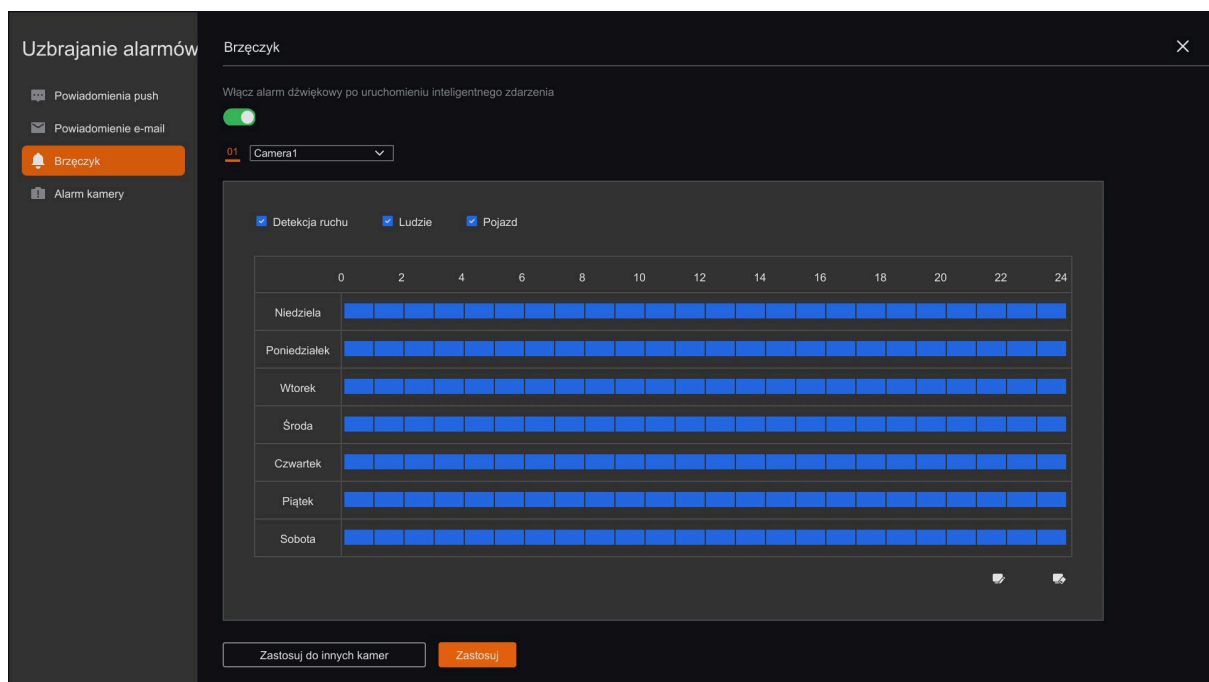 Uzbrajanie alarmów
Brzęczyk
Powiadomienia push
Powiadomienie e-mail
Brzęczyk
Alarm kamery
Włącz alarm dźwiękowy po uruchomieniu inteligentnego zdarzenia
01 Camera1
Detekcja ruchu Ludzie Pojazd
0 2 4 6 8 10 12 14 16 18 20 22 24
Niedziela
Poniedziałek
Wtorek
Środa
Czwartek
Piątek
Sobota
Zastosuj do innych kamer Zastosuj